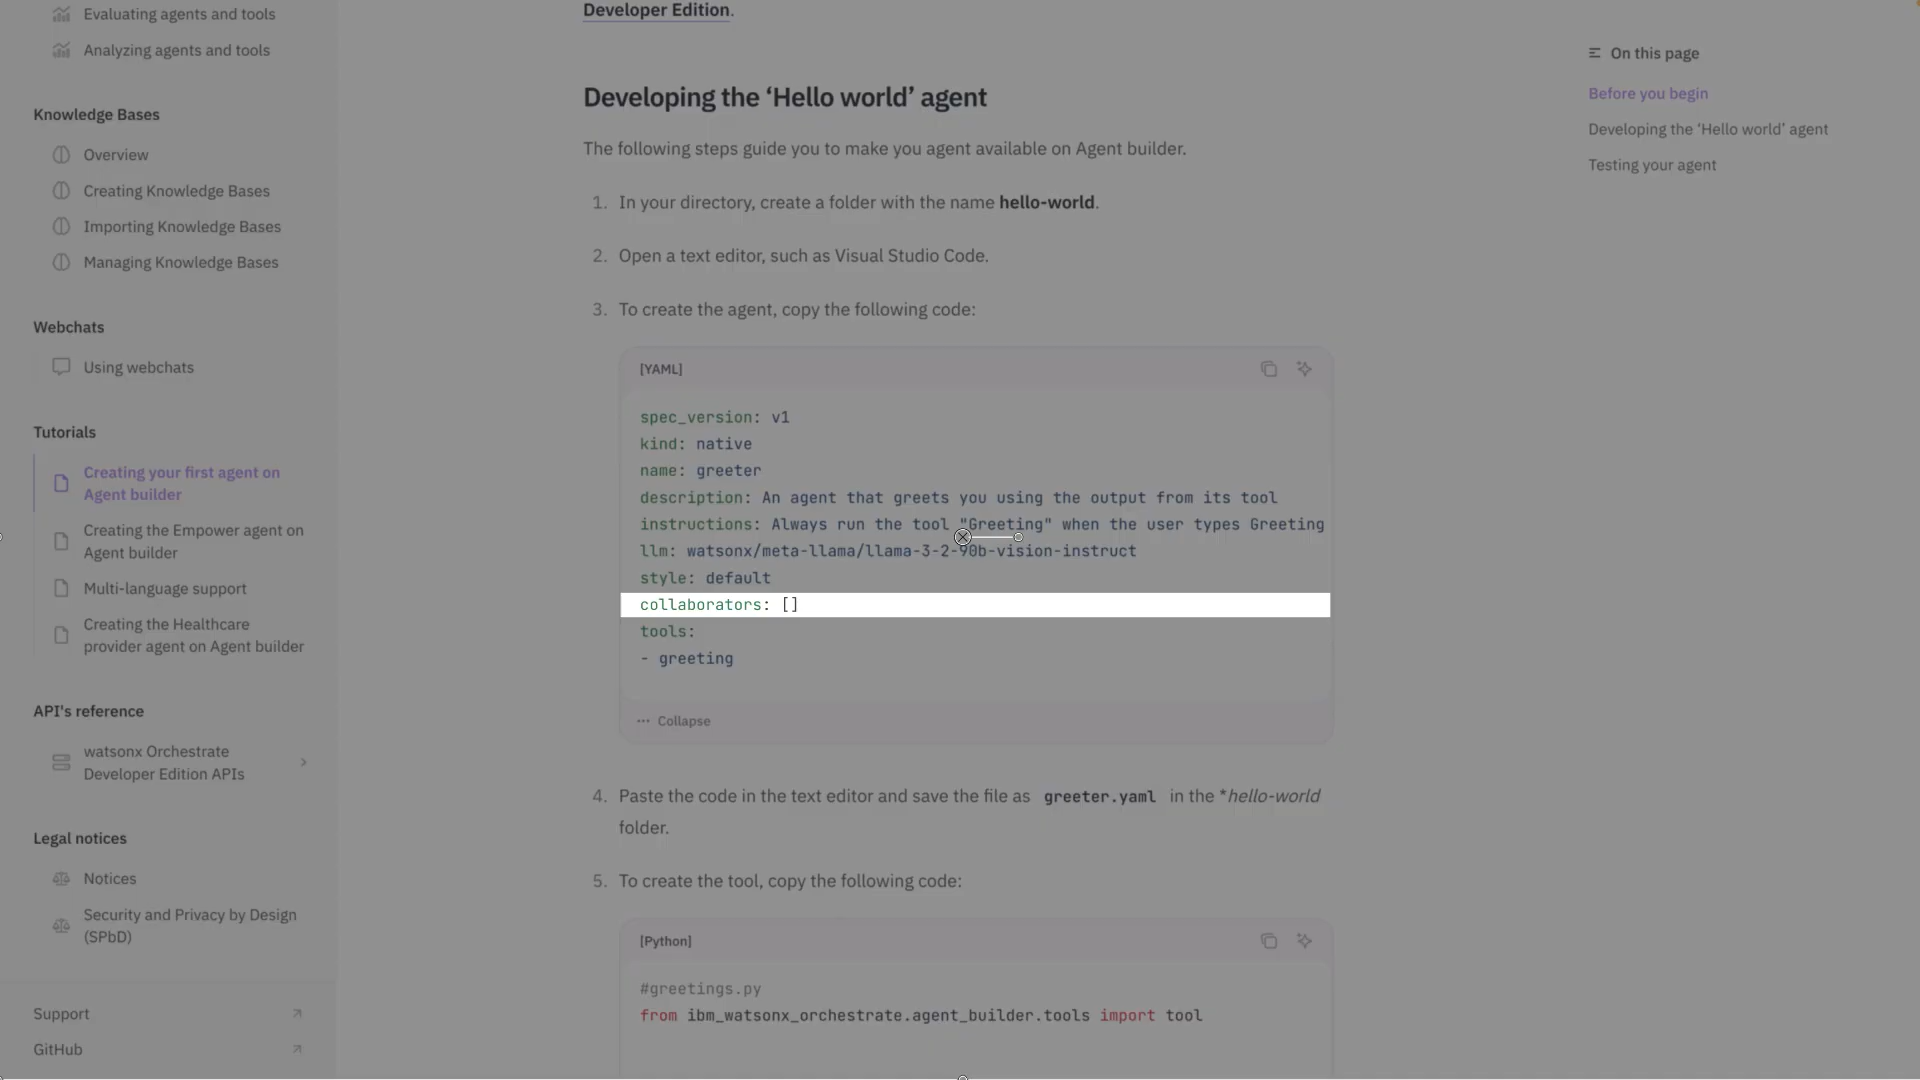 Evaluating agents and tools
Analyzing agents and tools
Knowledge Bases
Overview
Creating Knowledge Bases
Importing Knowledge Bases
Managing Knowledge Bases
Webchats
Using webchats
Tutorials
Creating your first agent on
Agent builder
Creating the Empower agent on
Agent builder
Multi-language support
Creating the Healthcare
provider agent on Agent builder
API's reference
watsonx Orchestrate
Developer Edition APIs
Legal notices
Notices
Security and Privacy by Design
(SPbD)
Support
GitHub
Developer Edition.
Developing the ‘Hello world’ agent
The following steps guide you to make you agent available on Agent builder.
1. In your directory, create a folder with the name hello-world.
2. Open a text editor, such as Visual Studio Code.
3. To create the agent, copy the following code:
[YAML]
spec_version: v1
kind: native
name: greeter
description: An agent that greets you using the output from its tool
instructions: Always run the tool "Greeting" when the user types Greeting
llm: watsonx/meta-llama/llama-3-2-90b-vision-instruct
style: default
collaborators: []
tools:
- greeting
Collapse
4. Paste the code in the text editor and save the file as greeter.yaml in the *hello-world
folder.
5. To create the tool, copy the following code:
[Python]
#greetings.py
from ibm_watsonx_orchestrate.agent_builder.tools import tool
On this page
Before you begin
Developing the ‘Hello world’ agent
Testing your agent